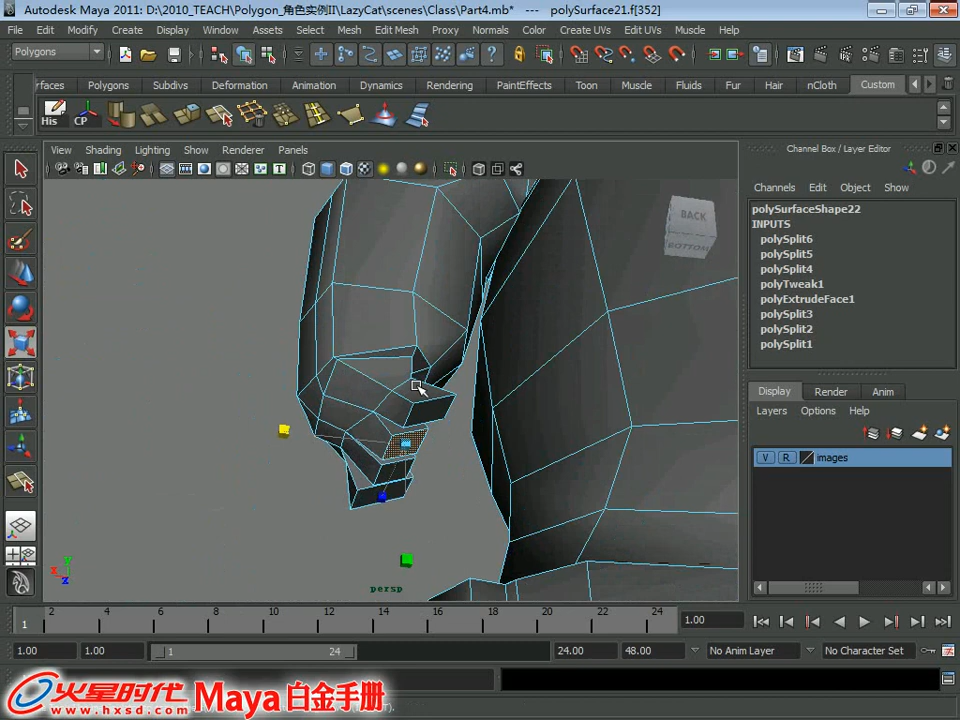 Autodesk Maya 2011: D:\2010_TEACH\Polygon_角色实例II\LazyCat\scenes\Class\Part4.mb* --- polySurface21.f[352]
File Edit Modify Create Display Window Assets Select Mesh Edit Mesh Proxy Normals Color Create UVs Edit UVs Muscle Help
Polygons
rfaces Polygons Subdivs Deformation Animation Dynamics Rendering PaintEffects Toon Muscle Fluids Fur Hair nCloth Custom
His CP
View Shading Lighting Show Renderer Panels
Channel Box / Layer Editor
Channels Edit Object Show
polySurfaceShape22
INPUTS
polySplit6
polySplit5
polySplit4
polyTweak1
polyExtrudeFace1
polySplit3
polySplit2
polySplit1
BACK
BOTTOM
Display Render Anim
Layers Options Help
V R images
y
x
z
persp
2 4 6 8 10 12 14 16 18 20 22 24
1
1.00
1.00 1.00 1 24 24.00 48.00 No Anim Layer No Character Set
火星时代
www.hxsd.com
Maya 白金手册